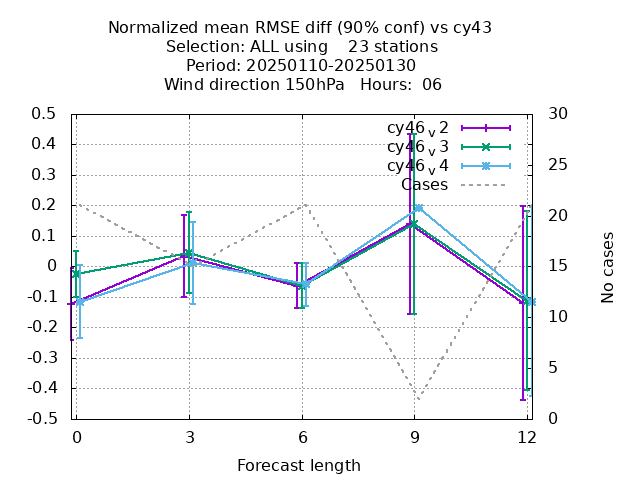 Normalized mean RMSE diff (90% conf) vs cy43
Selection: ALL using    23 stations
Period: 20250110-20250130
Wind direction 150hPa   Hours:  06
0.5
0.4
0.3
0.2
0.1
0
-0.1
-0.2
-0.3
-0.4
-0.5
cy46v2
cy46v3
cy46v4
Cases
30
25
20
15
10
5
0
No cases
0 3 6 9 12
Forecast length